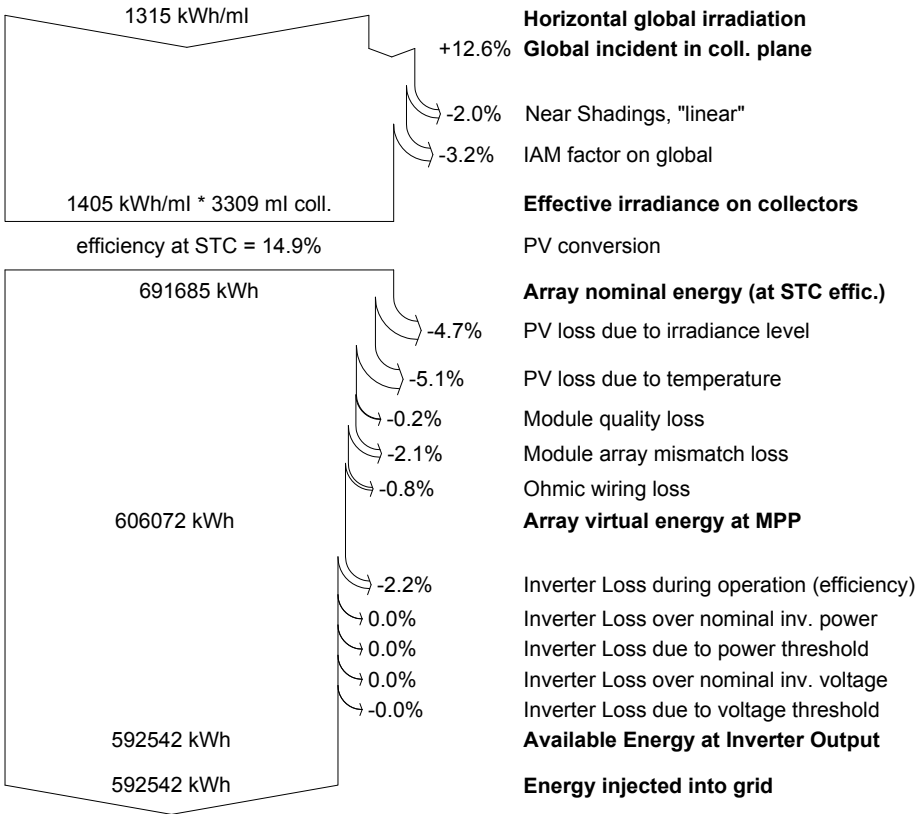 1315 kWh/ml Horizontal global irradiation
+12.6% Global incident in coll. plane
-2.0% Near Shadings, "linear"
-3.2% IAM factor on global
1405 kWh/ml * 3309 ml coll. Effective irradiance on collectors
efficiency at STC = 14.9% PV conversion
691685 kWh Array nominal energy (at STC effic.)
-4.7% PV loss due to irradiance level
-5.1% PV loss due to temperature
-0.2% Module quality loss
-2.1% Module array mismatch loss
-0.8% Ohmic wiring loss
606072 kWh Array virtual energy at MPP
-2.2% Inverter Loss during operation (efficiency)
0.0% Inverter Loss over nominal inv. power
0.0% Inverter Loss due to power threshold
0.0% Inverter Loss over nominal inv. voltage
-0.0% Inverter Loss due to voltage threshold
592542 kWh Available Energy at Inverter Output
592542 kWh Energy injected into grid